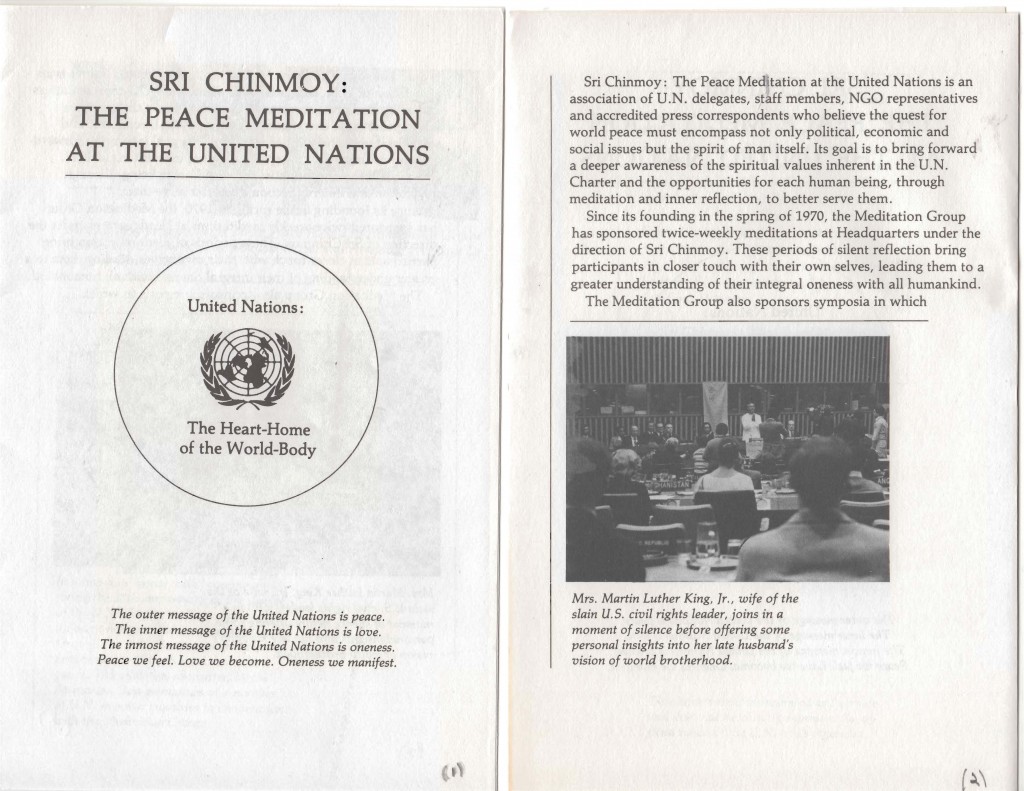 SRI CHINMOY:
THE PEACE MEDITATION
AT THE UNITED NATIONS
United Nations:
The Heart-Home
of the World-Body
The outer message of the United Nations is peace.
The inner message of the United Nations is love.
The inmost message of the United Nations is oneness.
Peace we feel. Love we become. Oneness we manifest.
(1)
Sri Chinmoy: The Peace Meditation at the United Nations is an
association of U.N. delegates, staff members, NGO representatives
and accredited press correspondents who believe the quest for
world peace must encompass not only political, economic and
social issues but the spirit of man itself. Its goal is to bring forward
a deeper awareness of the spiritual values inherent in the U.N.
Charter and the opportunities for each human being, through
meditation and inner reflection, to better serve them.
Since its founding in the spring of 1970, the Meditation Group
has sponsored twice-weekly meditations at Headquarters under the
direction of Sri Chinmoy. These periods of silent reflection bring
participants in closer touch with their own selves, leading them to a
greater understanding of their integral oneness with all humankind.
The Meditation Group also sponsors symposia in which
AFGHANISTAN
REPUBLIC
Mrs. Martin Luther King, Jr., wife of the
slain U.S. civil rights leader, joins in a
moment of silence before offering some
personal insights into her late husband's
vision of world brotherhood.
(2)